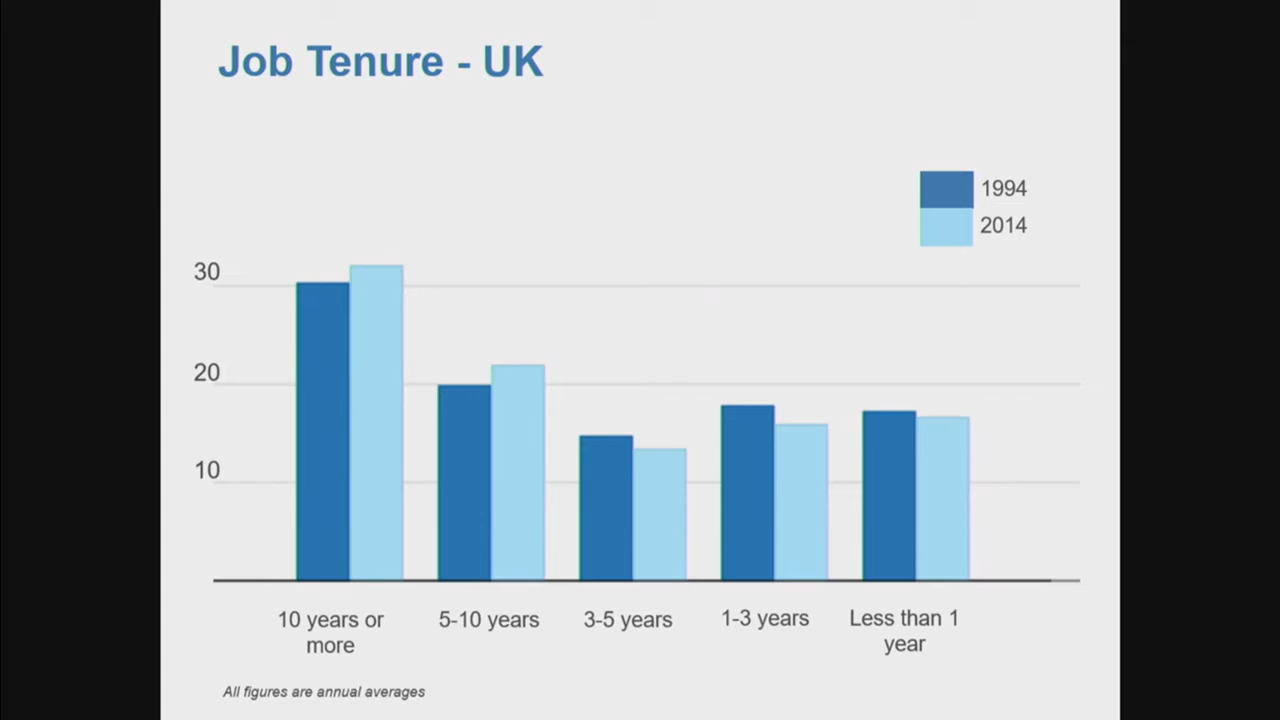 Job Tenure - UK
1994
2014
30
20
10
10 years or
more
5-10 years
3-5 years
1-3 years
Less than 1
year
All figures are annual averages